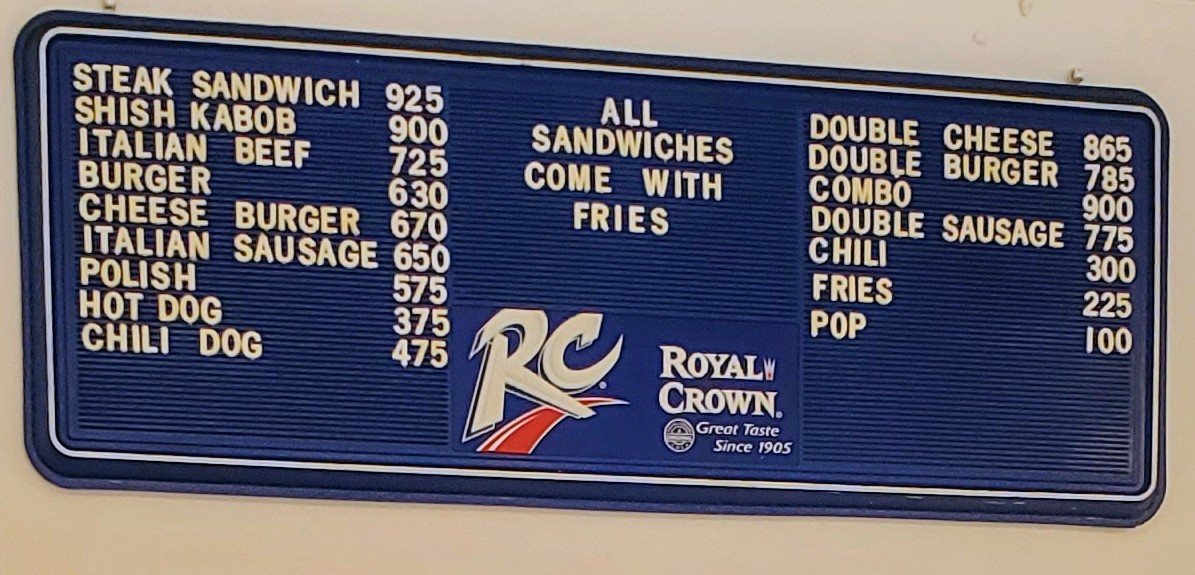 STEAK SANDWICH 925
SHISH KABOB 900
ITALIAN BEEF 725
BURGER 630
CHEESE BURGER 670
ITALIAN SAUSAGE 650
POLISH 575
HOT DOG 375
CHILI DOG 475
ALL
SANDWICHES
COME WITH
FRIES
RC
ROYAL
CROWN
Great Taste
Since 1905
DOUBLE CHEESE 865
DOUBLE BURGER 785
COMBO 900
DOUBLE SAUSAGE 775
CHILI 300
FRIES 225
POP 100